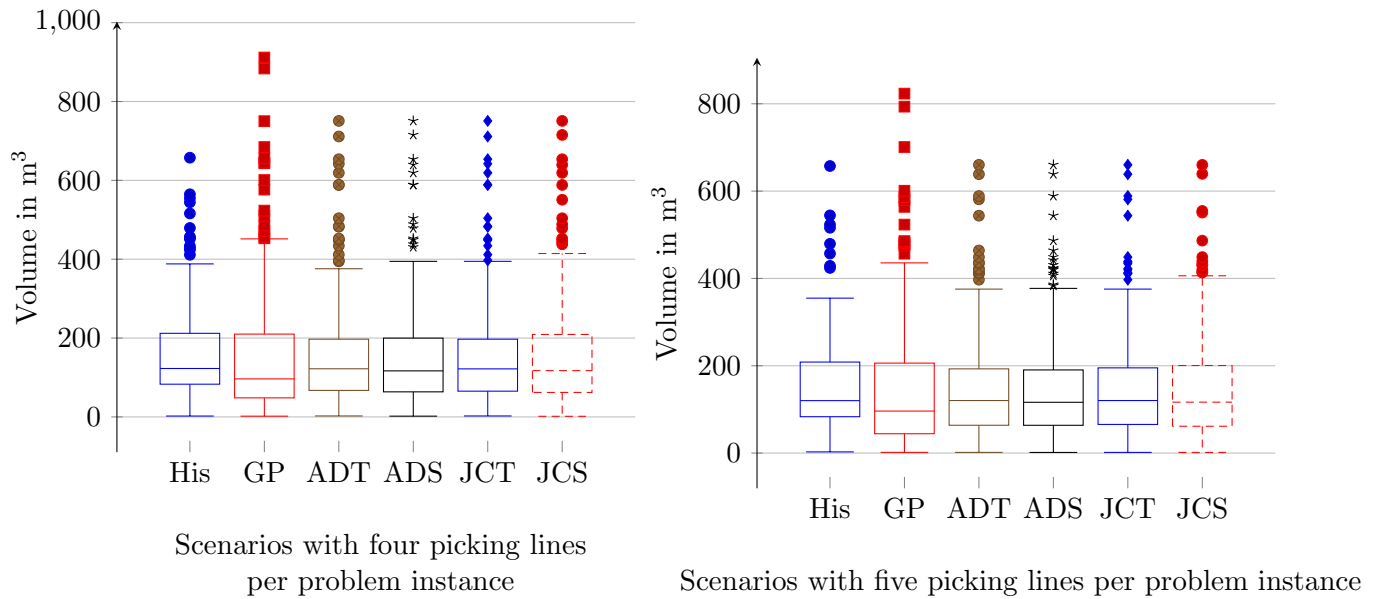 1,000
800
600
400
200
0
Volume in m³
His GP ADT ADS JCT JCS
Scenarios with four picking lines
per problem instance
800
600
400
200
0
Volume in m³
His GP ADT ADS JCT JCS
Scenarios with five picking lines per problem instance